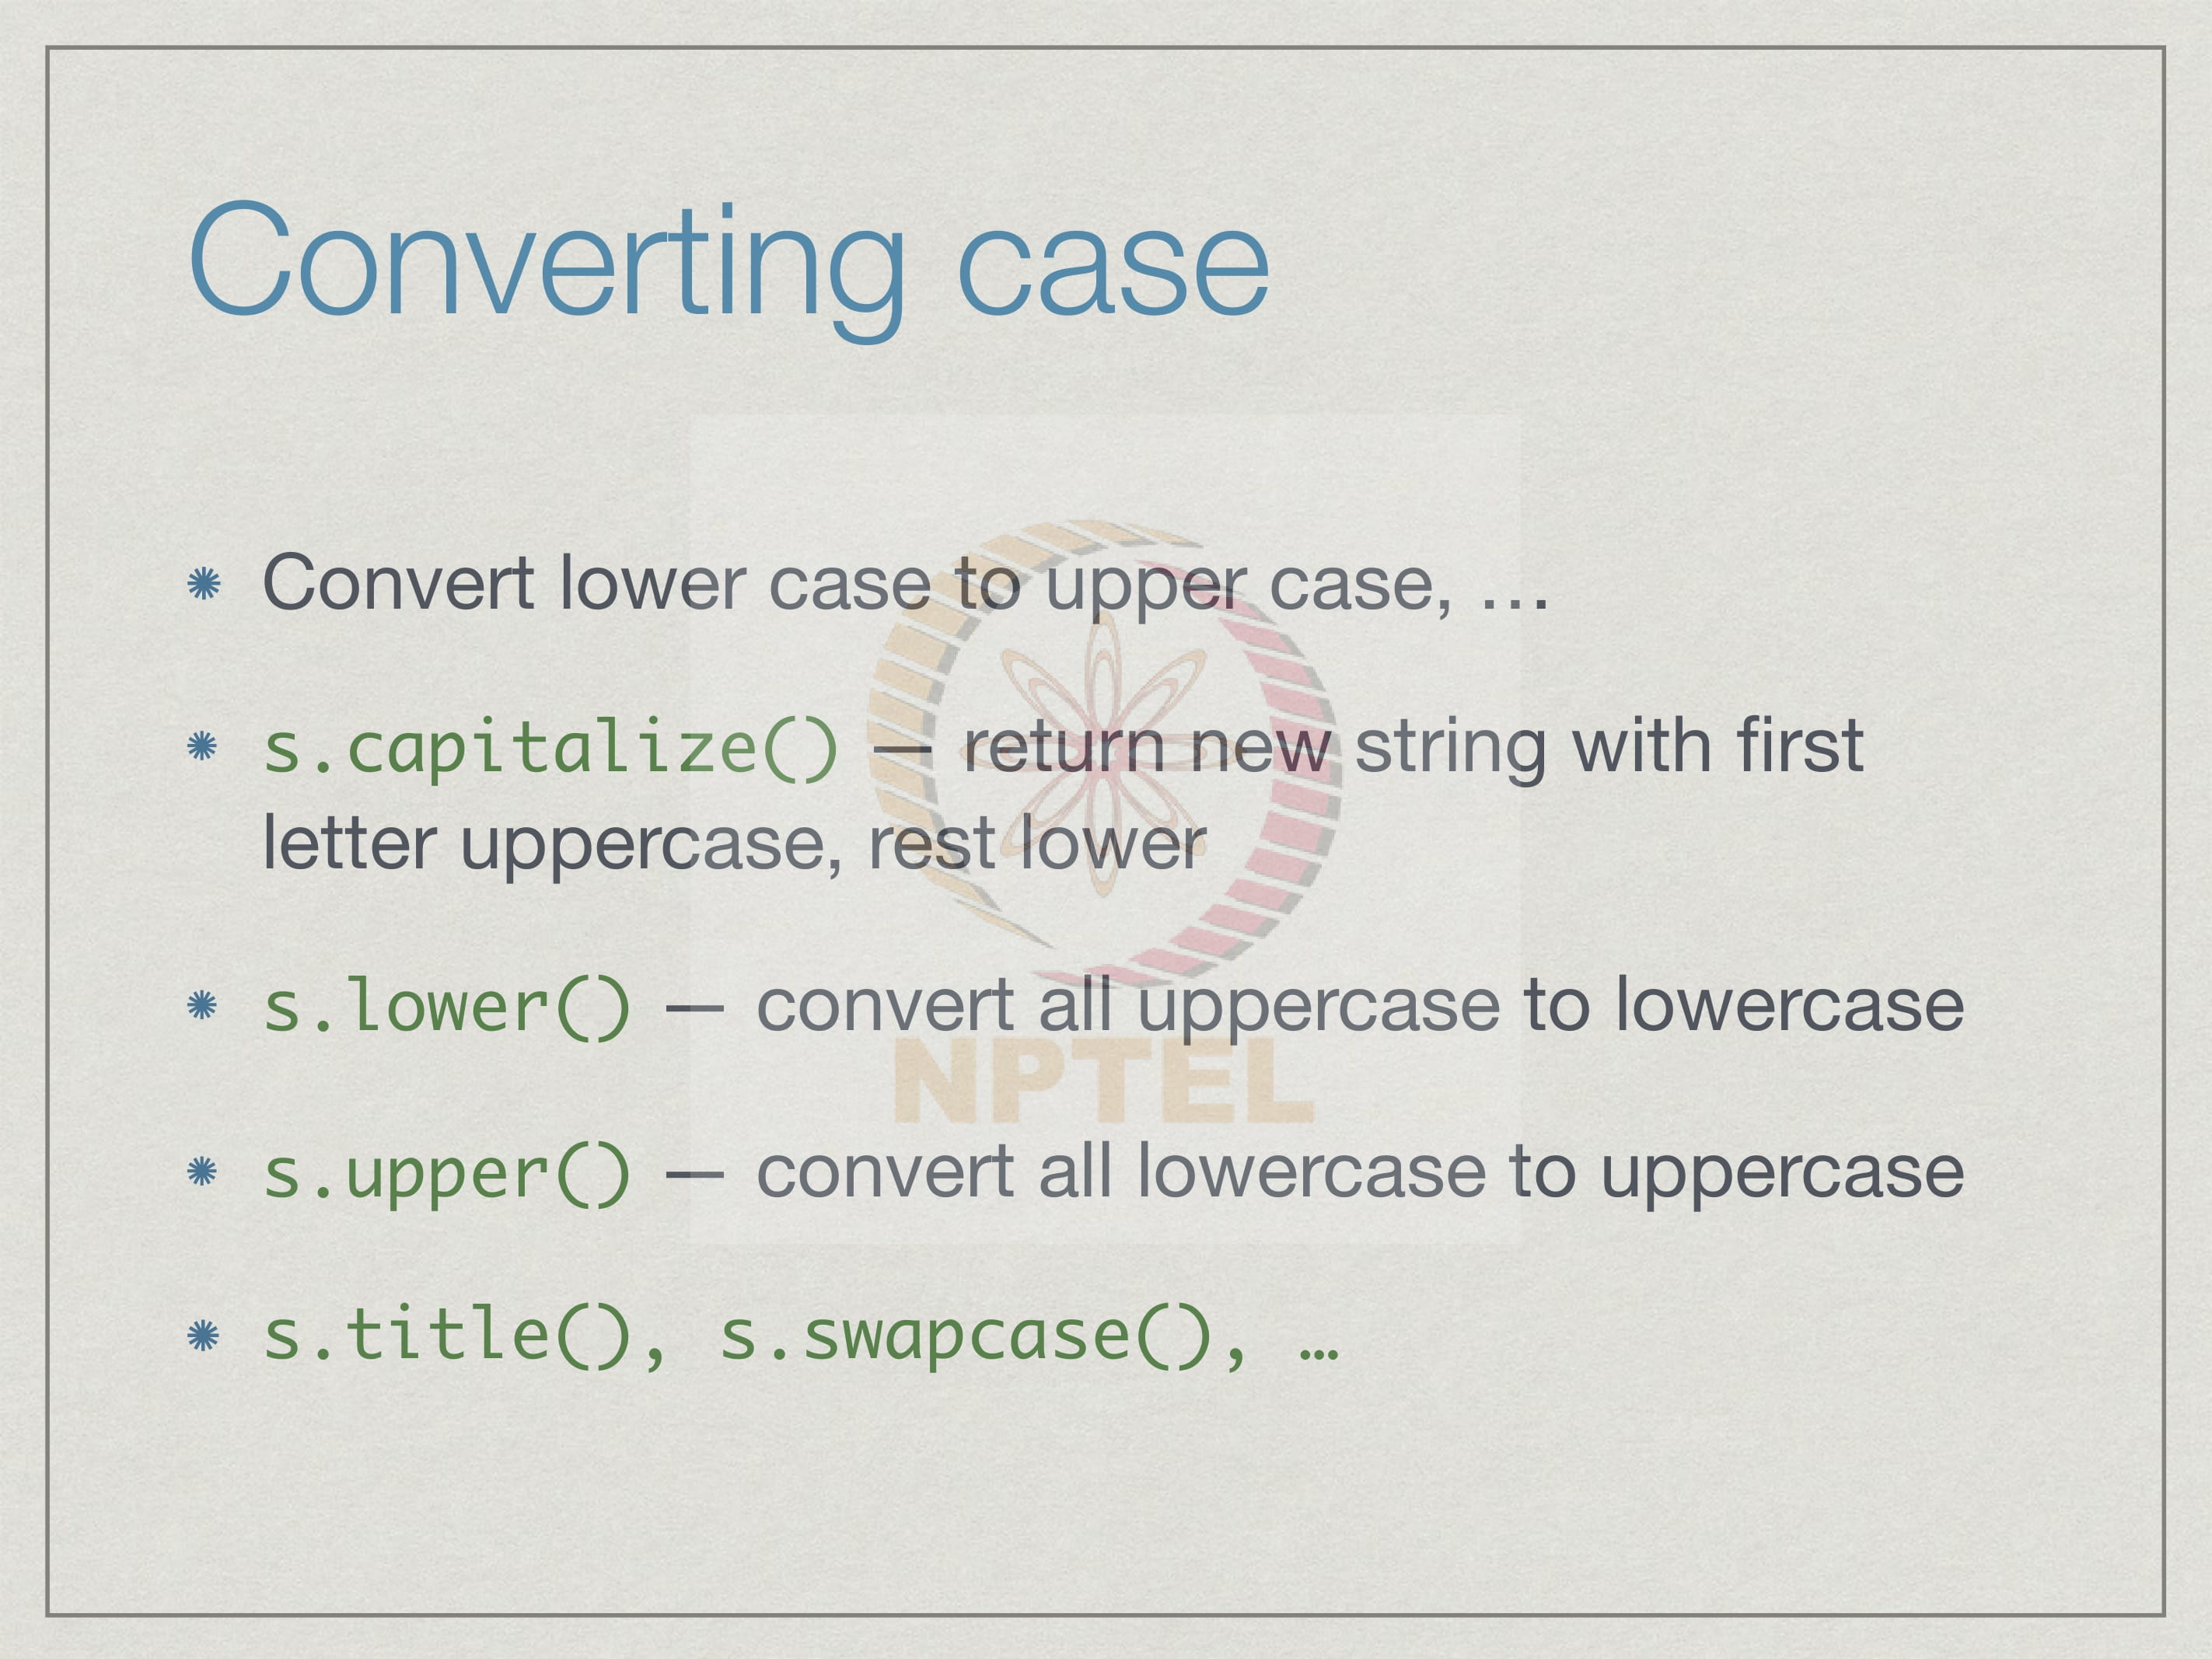 Converting case
Convert lower case to upper case, …
s.capitalize() — return new string with first
letter uppercase, rest lower
s.lower() — convert all uppercase to lowercase
NPTEL
s.upper() — convert all lowercase to uppercase
s.title(), s.swapcase(), …